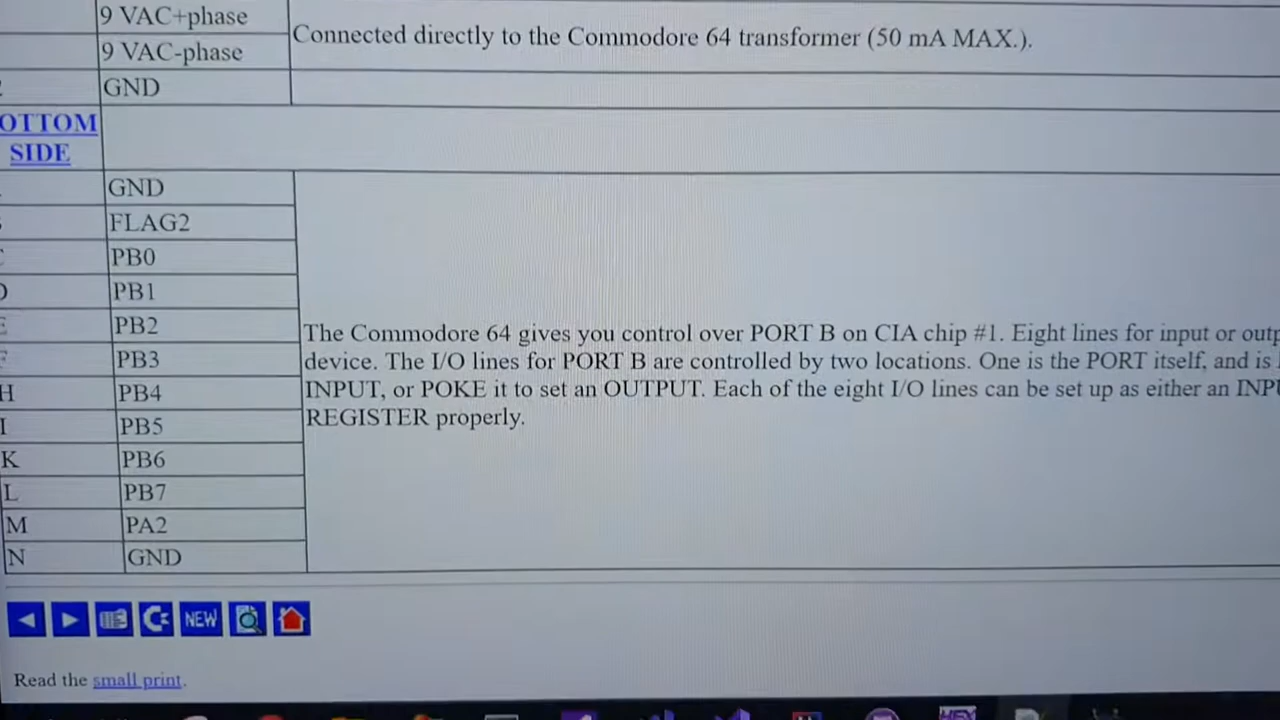 9 VAC+phase
Connected directly to the Commodore 64 transformer (50 mA MAX.).
9 VAC-phase
GND
OTTOM
SIDE
GND
FLAG2
PB0
PB1
PB2
PB3
H PB4
I PB5
K PB6
L PB7
M PA2
N GND
The Commodore 64 gives you control over PORT B on CIA chip #1. Eight lines for input or outp
device. The I/O lines for PORT B are controlled by two locations. One is the PORT itself, and is
INPUT, or POKE it to set an OUTPUT. Each of the eight I/O lines can be set up as either an INP
REGISTER properly.
NEW
Read the small print.